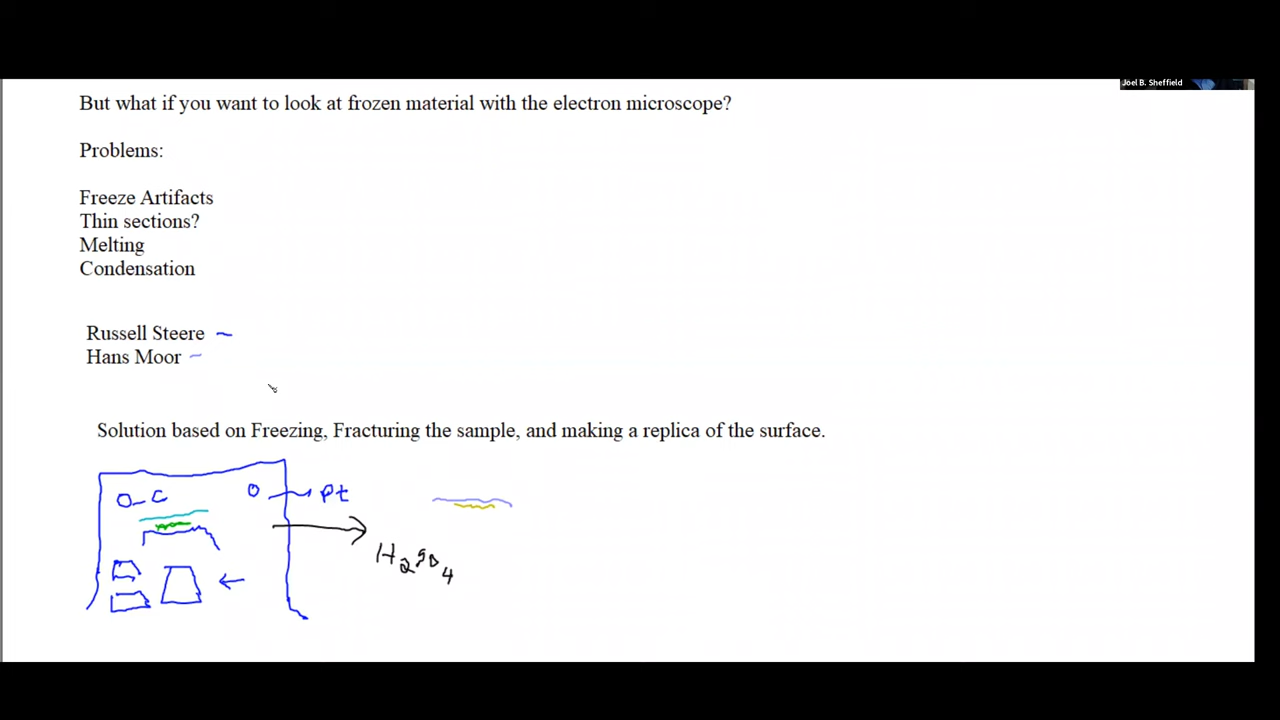 Joel B. Sheffield
But what if you want to look at frozen material with the electron microscope?
Problems:
Freeze Artifacts
Thin sections?
Melting
Condensation
Russell Steere
Hans Moor
Solution based on Freezing, Fracturing the sample, and making a replica of the surface.
C
Pt
H2SO4